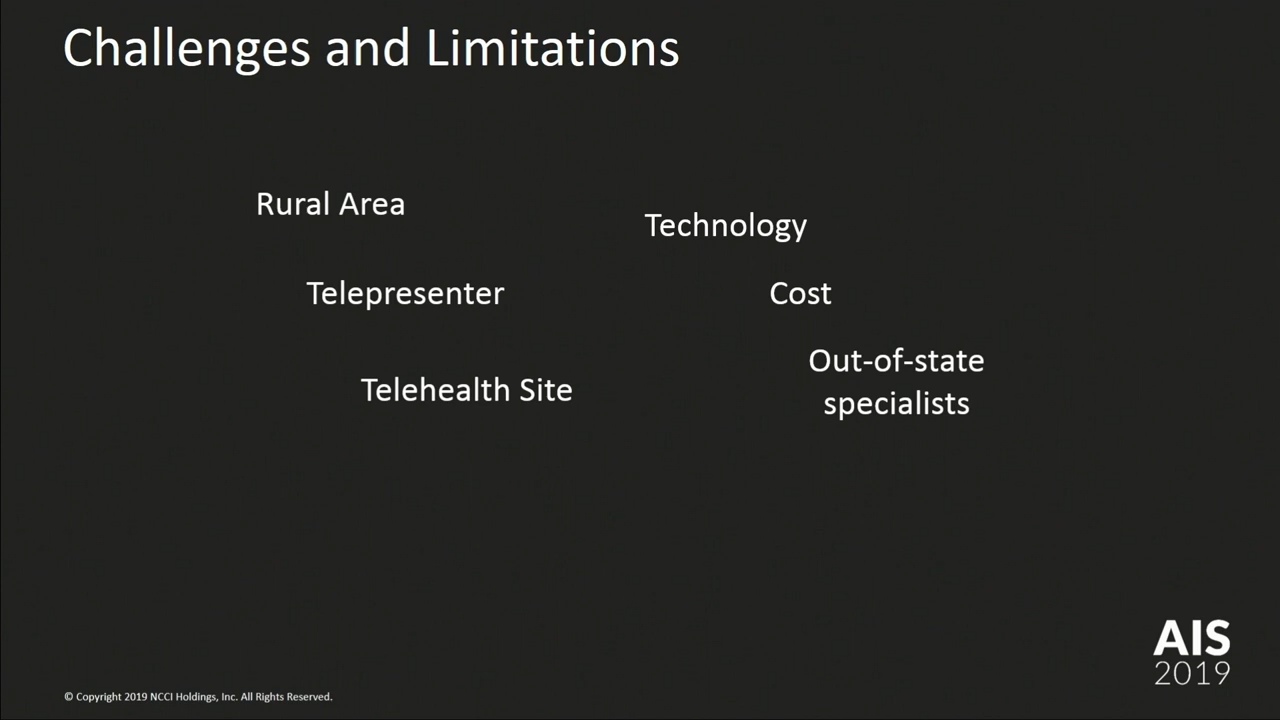 Challenges and Limitations
Rural Area
Technology
Telepresenter
Cost
Telehealth Site
Out-of-state
specialists
AIS
2019
© Copyright 2019 NCCI Holdings, Inc. All Rights Reserved.